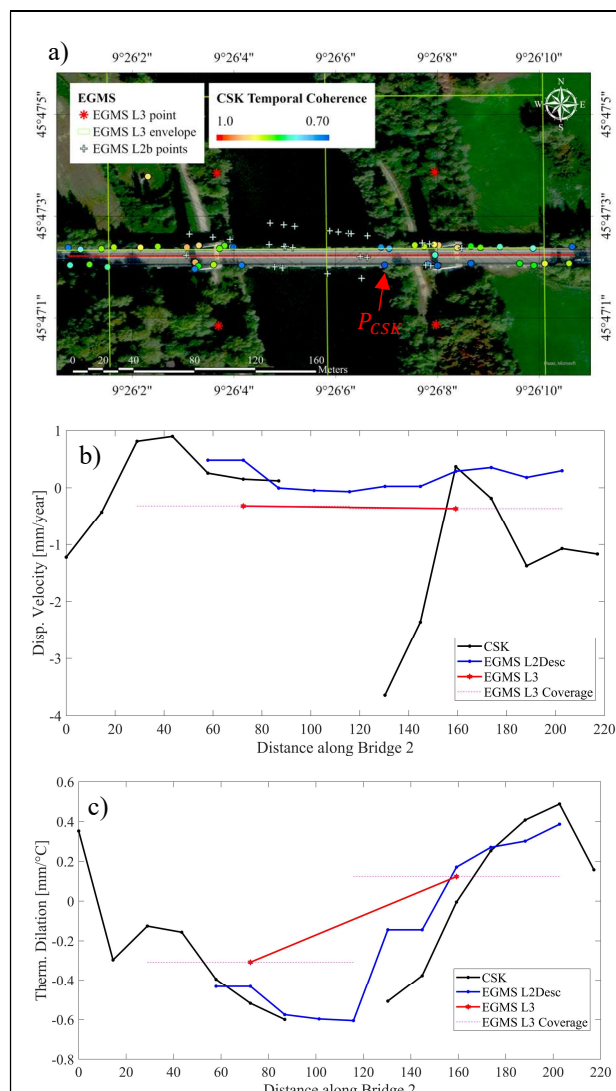 a)
9°26'2" 9°26'4" 9°26'6" 9°26'8" 9°26'10"
EGMS
EGMS L3 point
EGMS L3 envelope
EGMS L2b points
CSK Temporal Coherence
1.0 0.70
N
W E
S
45°47'5"
45°47'3"
45°47'1"
45°47'5"
45°47'3"
45°47'1"
P_CSK
0 20 40 80 120 160
Meters
9°26'2" 9°26'4" 9°26'6" 9°26'8" 9°26'10"
b)
Disp. Velocity [mm/year]
1
0
-1
-2
-3
-4
CSK
EGMS L2Desc
EGMS L3
EGMS L3 Coverage
0 20 40 60 80 100 120 140 160 180 200 220
Distance along Bridge 2
c)
Therm. Dilation [mm/°C]
0.6
0.4
0.2
0
-0.2
-0.4
-0.6
-0.8
CSK
EGMS L2Desc
EGMS L3
EGMS L3 Coverage
0 20 40 60 80 100 120 140 160 180 200 220
Distance along Bridge 2